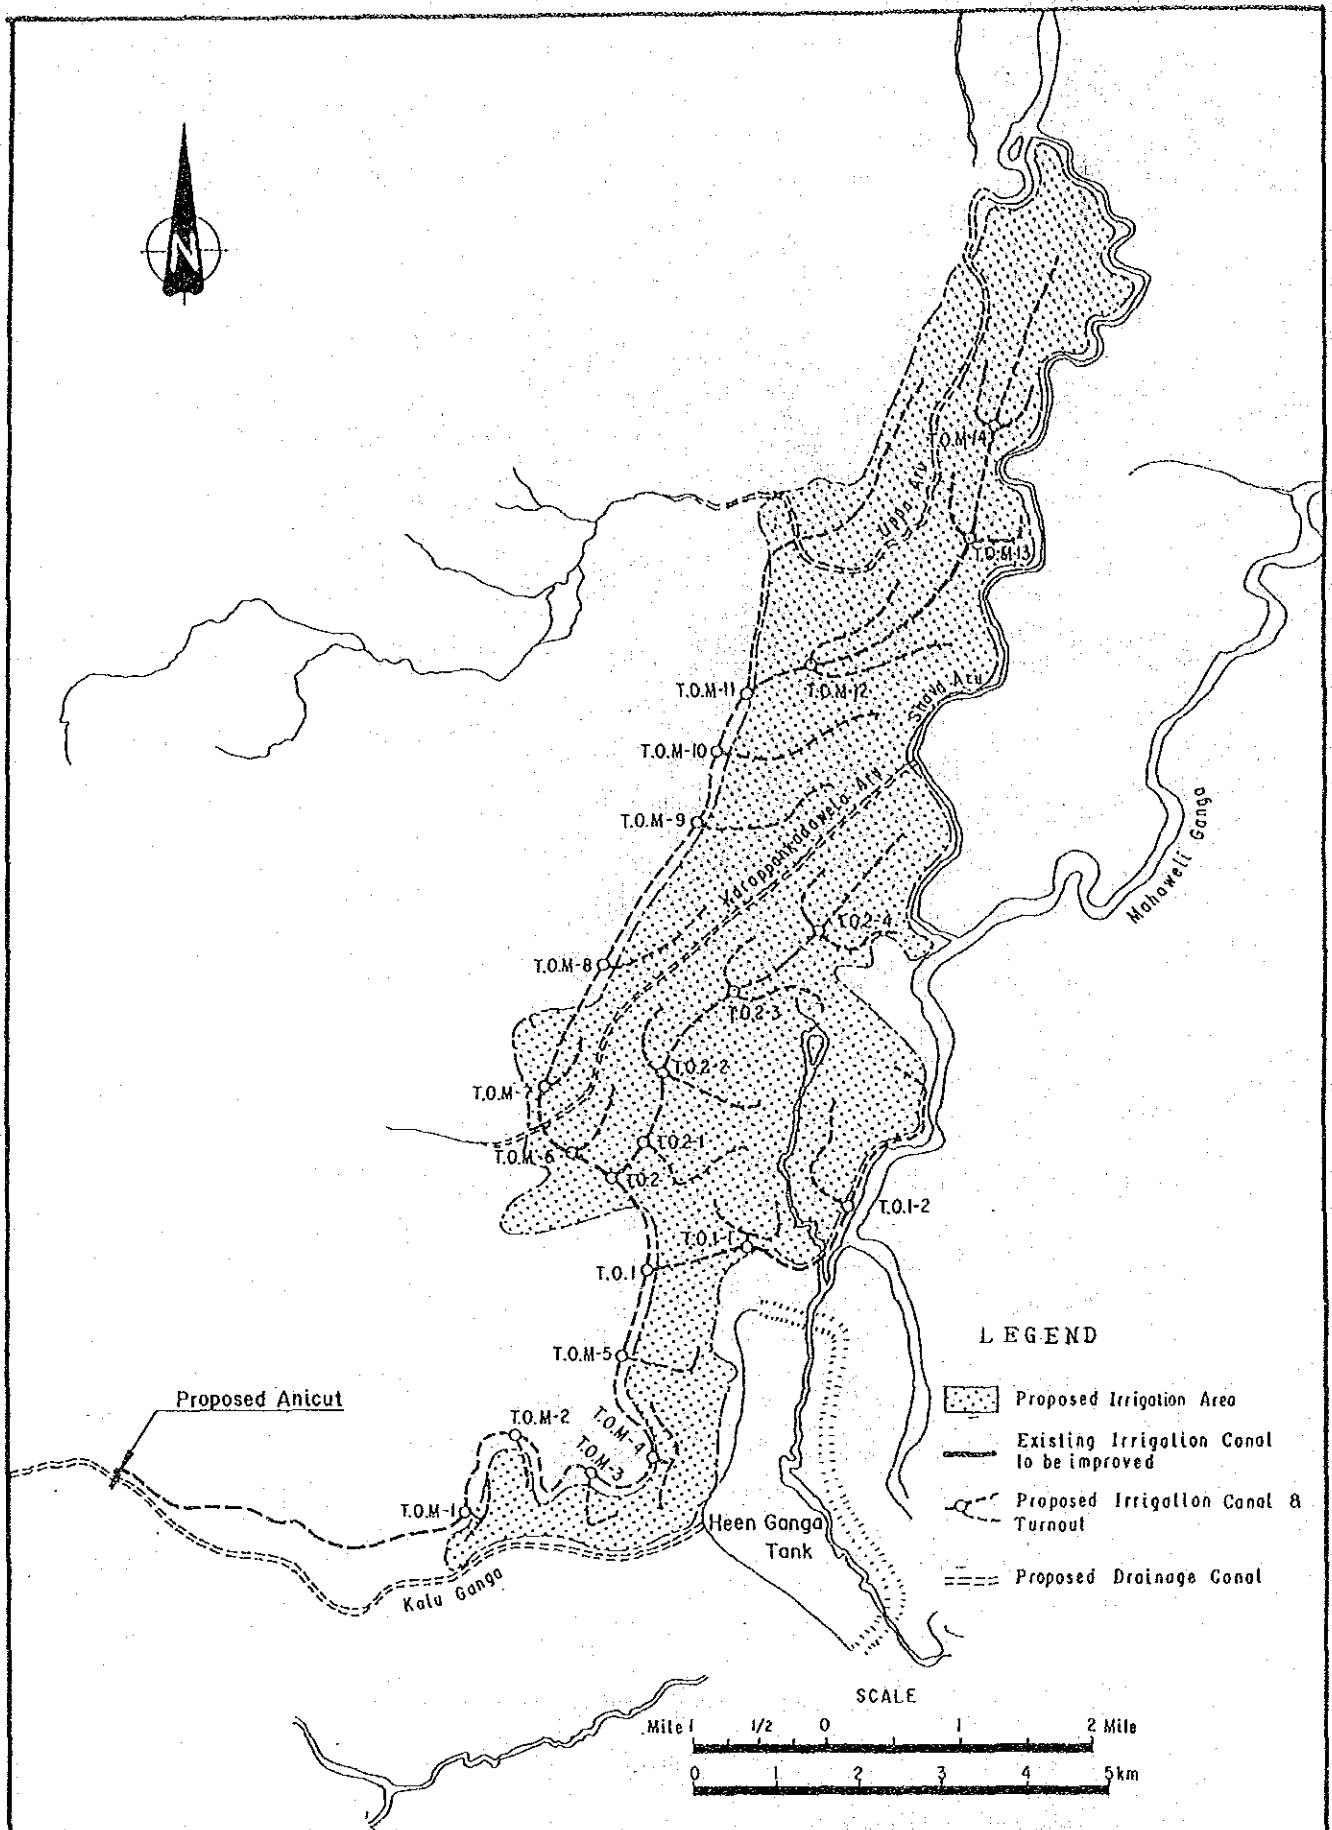 N
T.O.M-14
Uppa Aru
T.O.M-13
T.O.M-12
T.O.M-11
T.O.M-10
T.O.M-9
Mahaweli Ganga
T.O.2-4
T.O.M-8
T.O.2-3
T.O.2-2
T.O.M-7
T.O.2-1
T.O.M-6
T.O.2
T.O.1-2
T.O.1-1
T.O.1
T.O.M-5
Proposed Anicut
T.O.M-2
T.O.M-4
T.O.M-3
T.O.M-1
Heen Ganga
Tank
Kalu Ganga
LEGEND
Proposed Irrigation Area
Existing Irrigation Canal
to be improved
Proposed Irrigation Canal &
Turnout
Proposed Drainage Canal
SCALE
Mile 1 1/2 0 1 2 Mile
0 1 2 3 4 5km